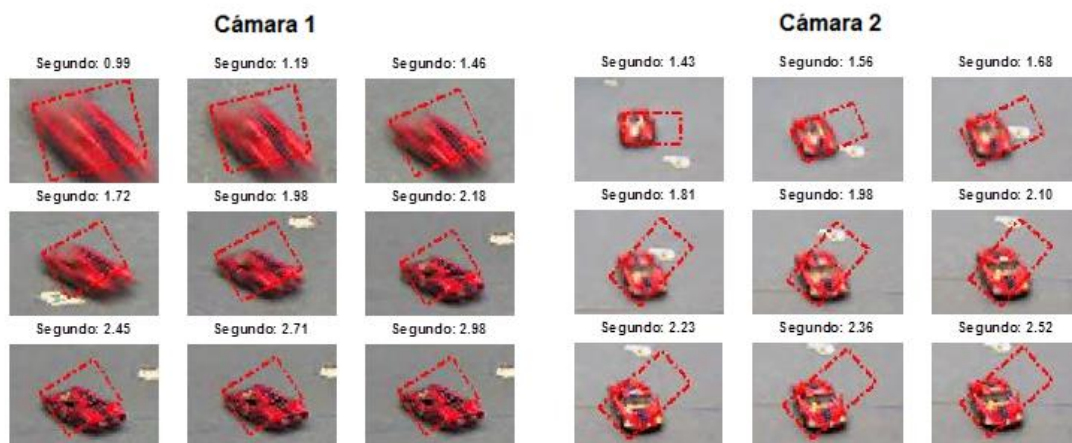 Cámara 1
Segundo: 0.99 Segundo: 1.19 Segundo: 1.46
Segundo: 1.72 Segundo: 1.98 Segundo: 2.18
Segundo: 2.45 Segundo: 2.71 Segundo: 2.98
Cámara 2
Segundo: 1.43 Segundo: 1.56 Segundo: 1.68
Segundo: 1.81 Segundo: 1.98 Segundo: 2.10
Segundo: 2.23 Segundo: 2.36 Segundo: 2.52